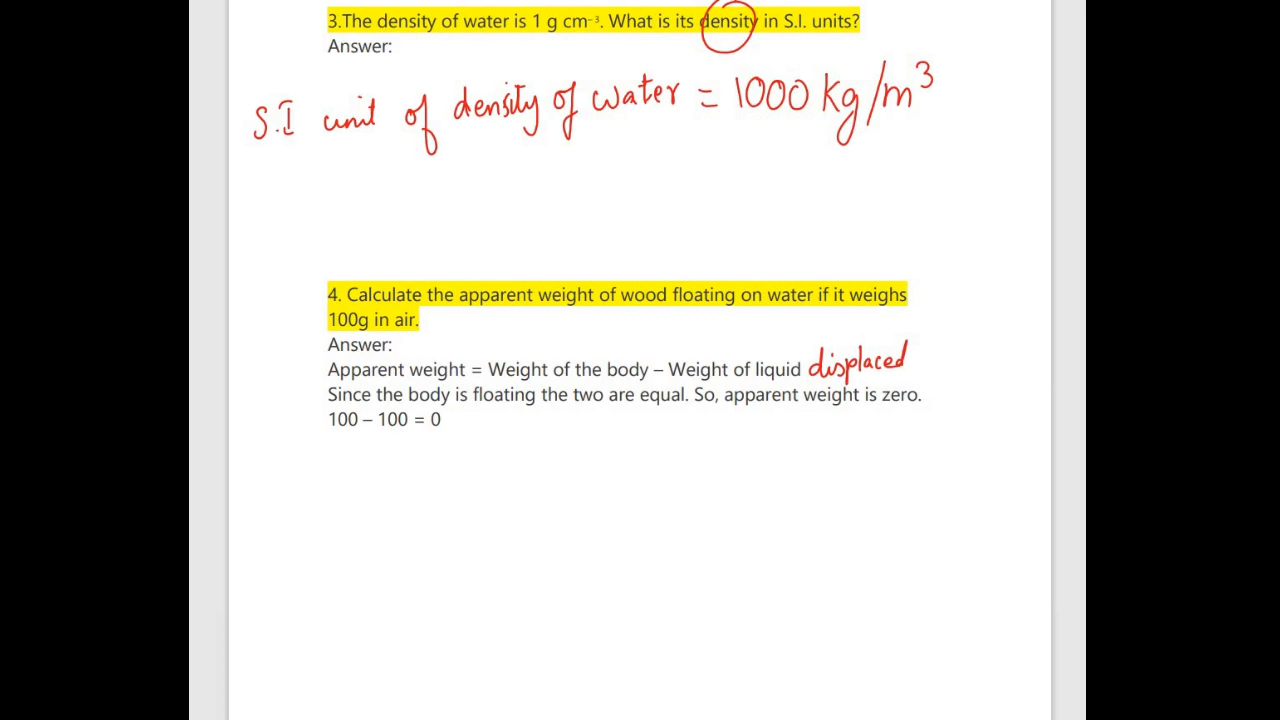 3.The density of water is 1 g cm⁻³. What is its density in S.I. units?
Answer:
S.I unit of density of water = 1000 kg/m³
4. Calculate the apparent weight of wood floating on water if it weighs
100g in air.
Answer:
Apparent weight = Weight of the body – Weight of liquid displaced
Since the body is floating the two are equal. So, apparent weight is zero.
100 – 100 = 0